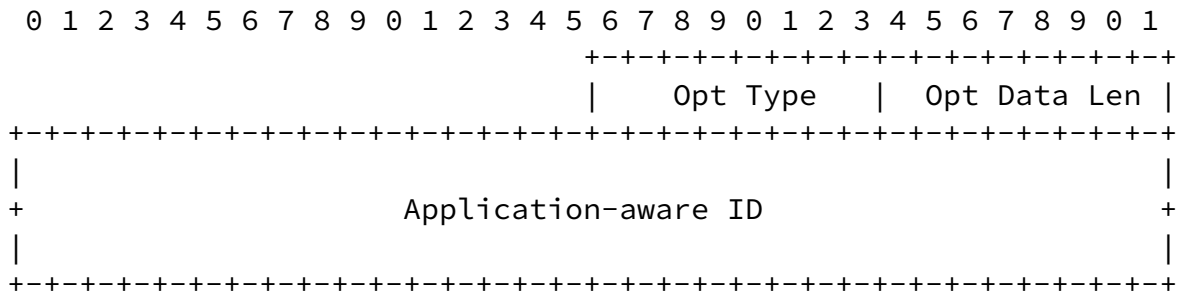 0 1 2 3 4 5 6 7 8 9 0 1 2 3 4 5 6 7 8 9 0 1 2 3 4 5 6 7 8 9 0 1
                                +-+-+-+-+-+-+-+-+-+-+-+-+-+-+-+-+
                                |    Opt Type   |  Opt Data Len |
+-+-+-+-+-+-+-+-+-+-+-+-+-+-+-+-+-+-+-+-+-+-+-+-+-+-+-+-+-+-+-+-+
|                                                               |
+                     Application-aware ID                      +
|                                                               |
+-+-+-+-+-+-+-+-+-+-+-+-+-+-+-+-+-+-+-+-+-+-+-+-+-+-+-+-+-+-+-+-+